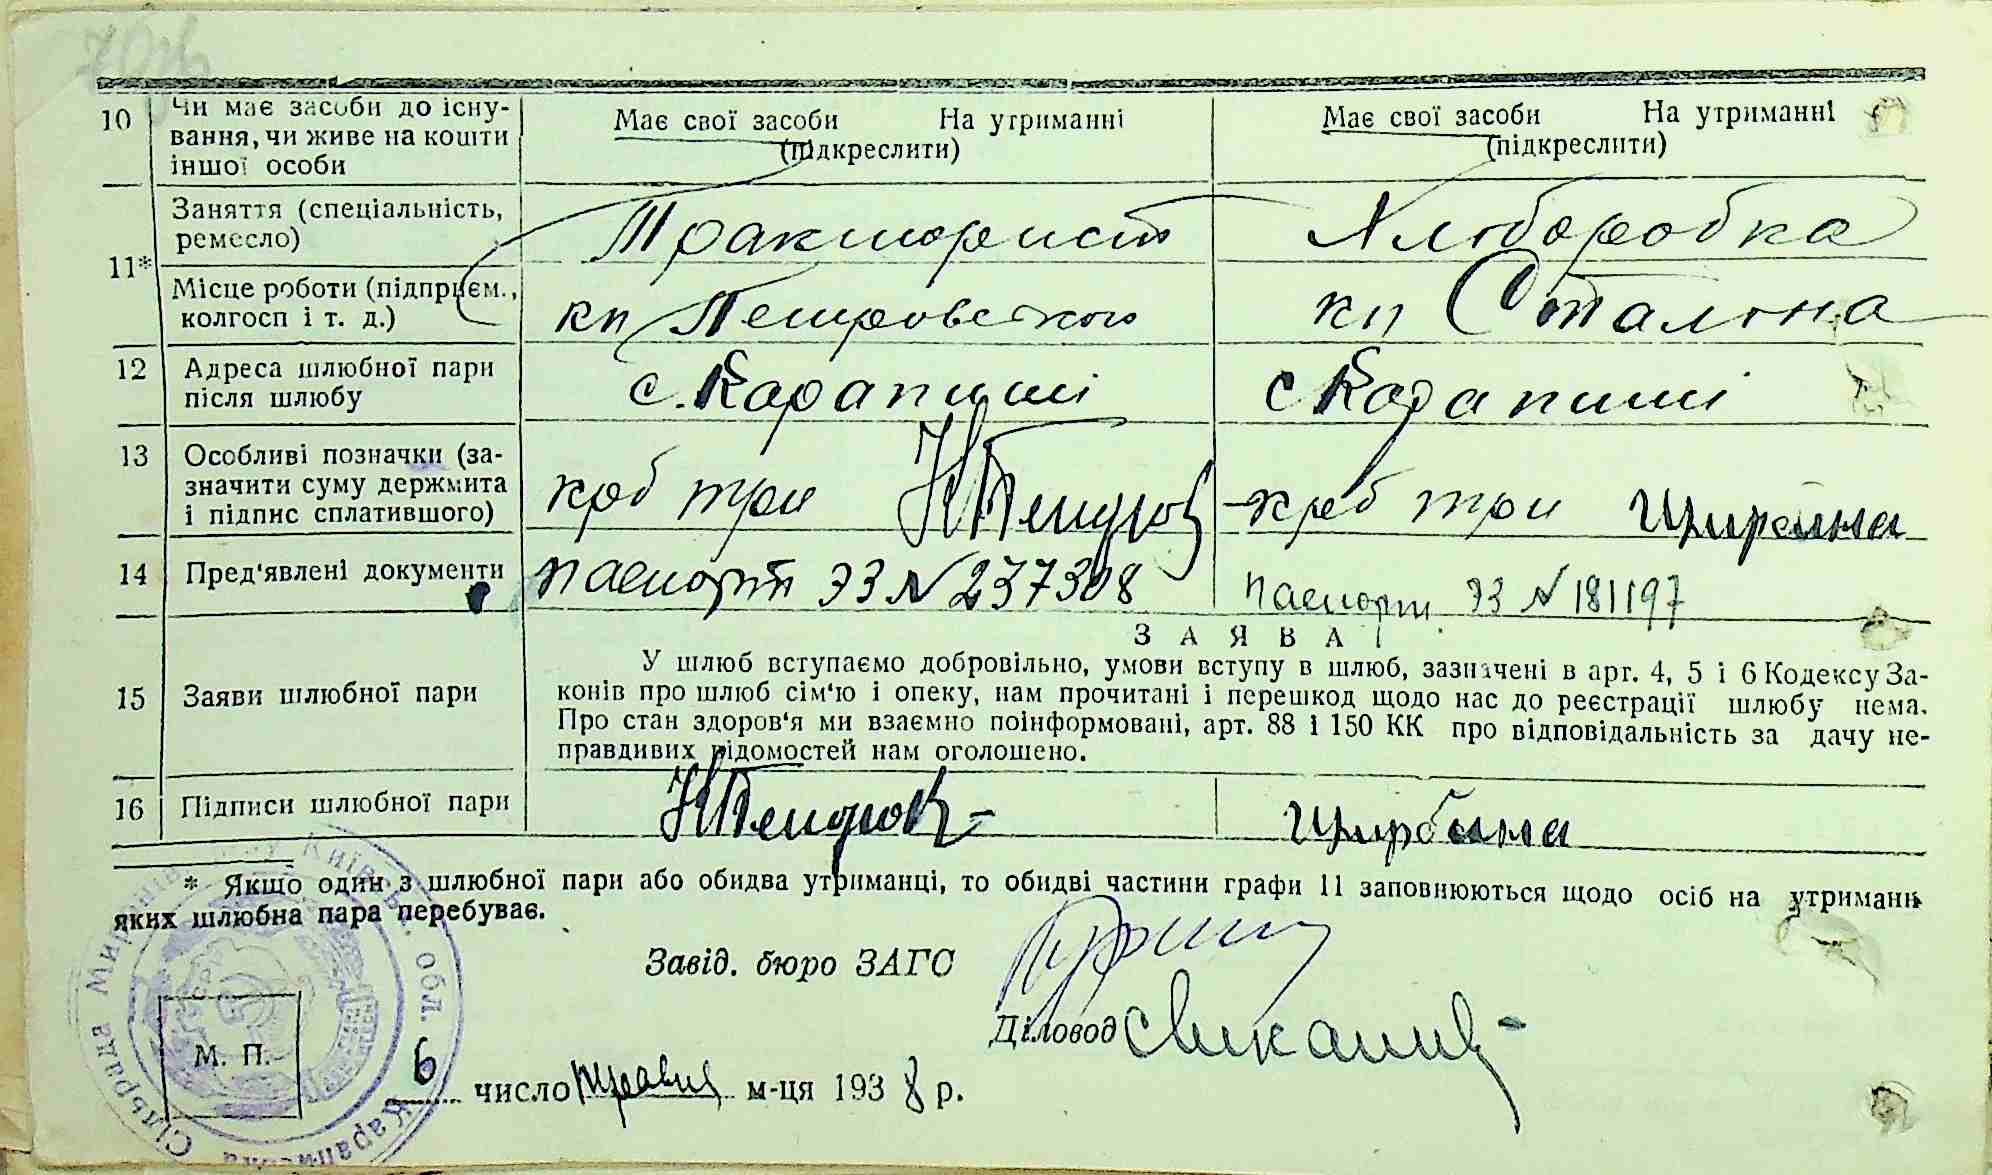 10 Чи має засоби до існу-
вання, чи живе на кошти
іншої особи
Має свої засоби На утриманні
(підкреслити)
Має свої засоби На утриманні
(підкреслити)
11*
Заняття (спеціальність,
ремесло)
Тракторист
Хліборобка
Місце роботи (підприєм.,
колгосп і т. д.)
кп Петровского
кп Сталіна
12 Адреса шлюбної пари
після шлюбу
с. Карапиші
с Карапиші
13 Особливі позначки (за-
значити суму держмита
і підпис сплатившого)
крб три
крб три
14 Пред'явлені документи
паспорт ЭЗ № 237308
паспорт ЭЗ № 181197
15 Заяви шлюбної пари
З А Я В А
У шлюб вступаємо добровільно, умови вступу в шлюб, зазначені в арт. 4, 5 і 6 Кодексу За-
конів про шлюб сім'ю і опеку, нам прочитані і перешкод щодо нас до реєстрації шлюбу нема.
Про стан здоров'я ми взаємно поінформовані, арт. 88 і 150 КК про відповідальність за дачу не-
правдивих відомостей нам оголошено.
16 Підписи шлюбної пари
* Якщо один з шлюбної пари або обидва утриманці, то обидві частини графи 11 заповнюються щодо осіб на утриманні
яких шлюбна пара перебуває.
Завід. бюро ЗАГС
Діловод
М. П.
6 число травня м-ця 1938 р.